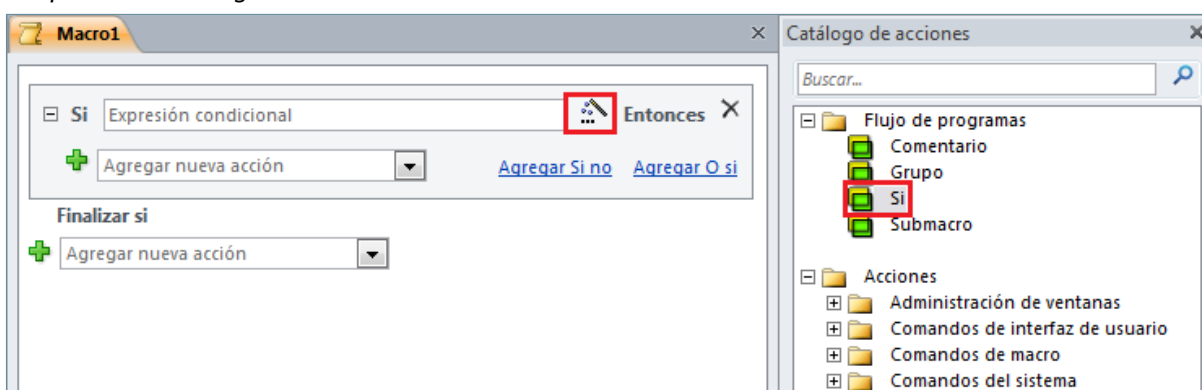 Macro1
Si Expresión condicional Entonces
Agregar nueva acción Agregar Si no Agregar O si
Finalizar si
Agregar nueva acción
Catálogo de acciones
Buscar...
Flujo de programas
Comentario
Grupo
Si
Submacro
Acciones
Administración de ventanas
Comandos de interfaz de usuario
Comandos de macro
Comandos del sistema